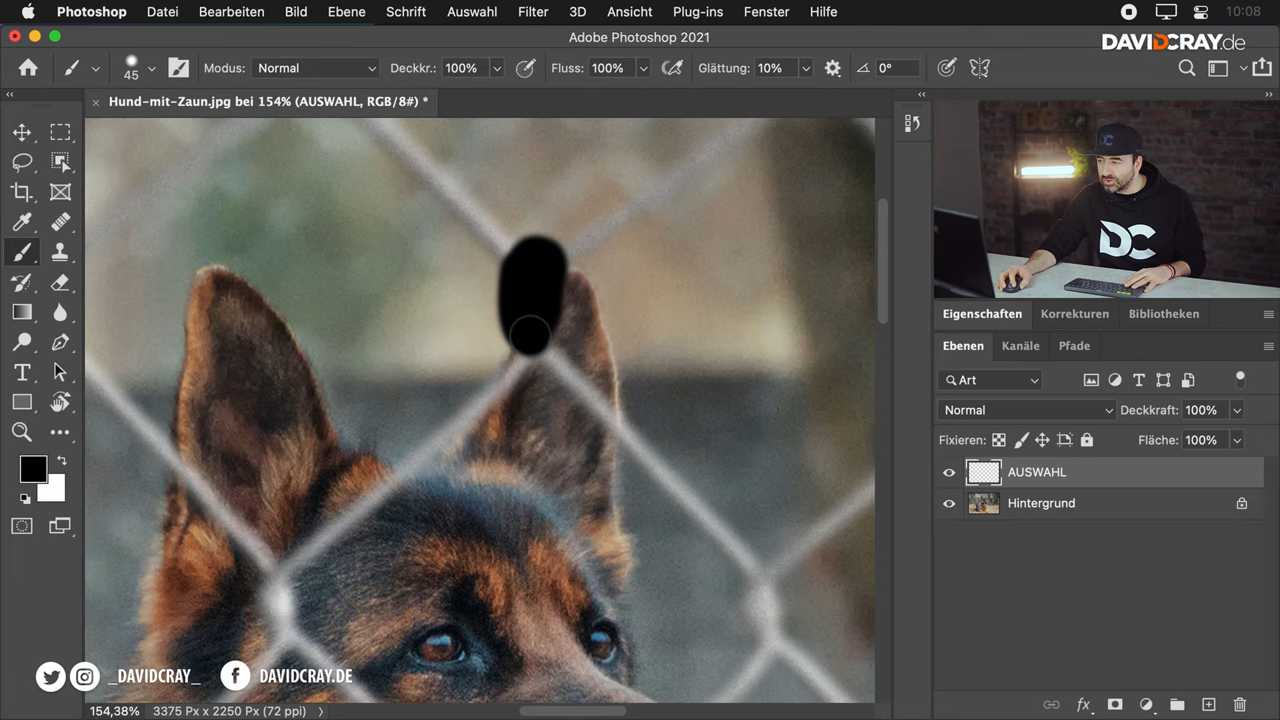 Photoshop Datei Bearbeiten Bild Ebene Schrift Auswahl Filter 3D Ansicht Plug-ins Fenster Hilfe 10:08
Adobe Photoshop 2021
DAVIDCRAY.de
45 Modus: Normal Deckkr.: 100% Fluss: 100% Glättung: 10% 0°
× Hund-mit-Zaun.jpg bei 154% (AUSWAHL, RGB/8#) *
DC
Eigenschaften Korrekturen Bibliotheken
Ebenen Kanäle Pfade
Art
Normal Deckkraft: 100%
Fixieren: Fläche: 100%
AUSWAHL
Hintergrund
_DAVIDCRAY_ DAVIDCRAY.DE
154,38% 3375 Px x 2250 Px (72 ppi)